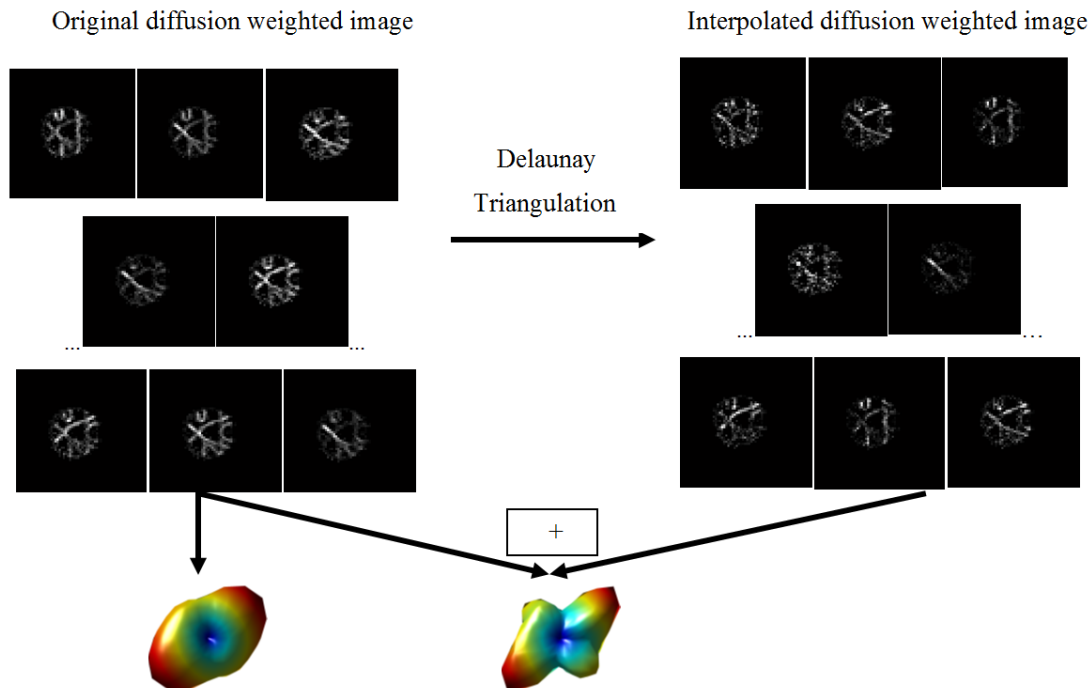 Original diffusion weighted image
Interpolated diffusion weighted image
Delaunay
Triangulation
... ...
... ...
+